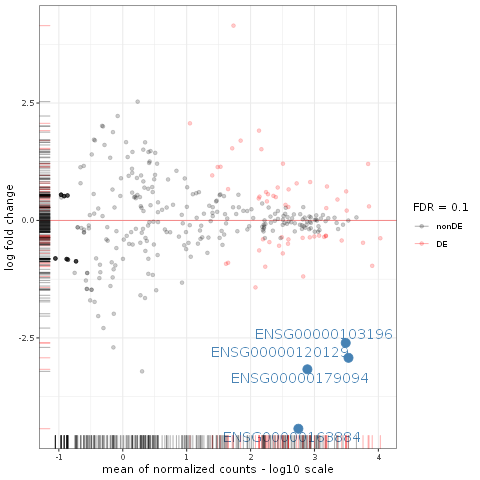 2.5
0.0
-2.5
log fold change
ENSG00000103196
ENSG00000120129
ENSG00000179094
ENSG00000163884
-1
0
1
2
3
4
mean of normalized counts - log10 scale
FDR = 0.1
nonDE
DE